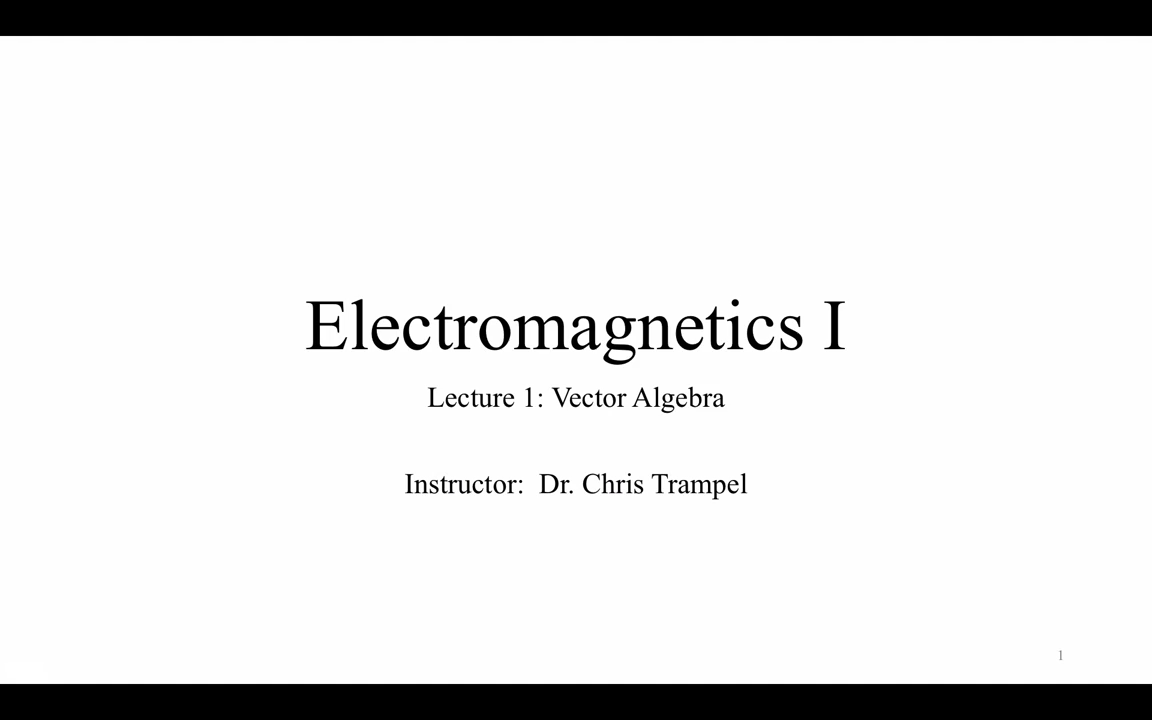 Electromagnetics I
Lecture 1: Vector Algebra
Instructor:  Dr. Chris Trampel
1